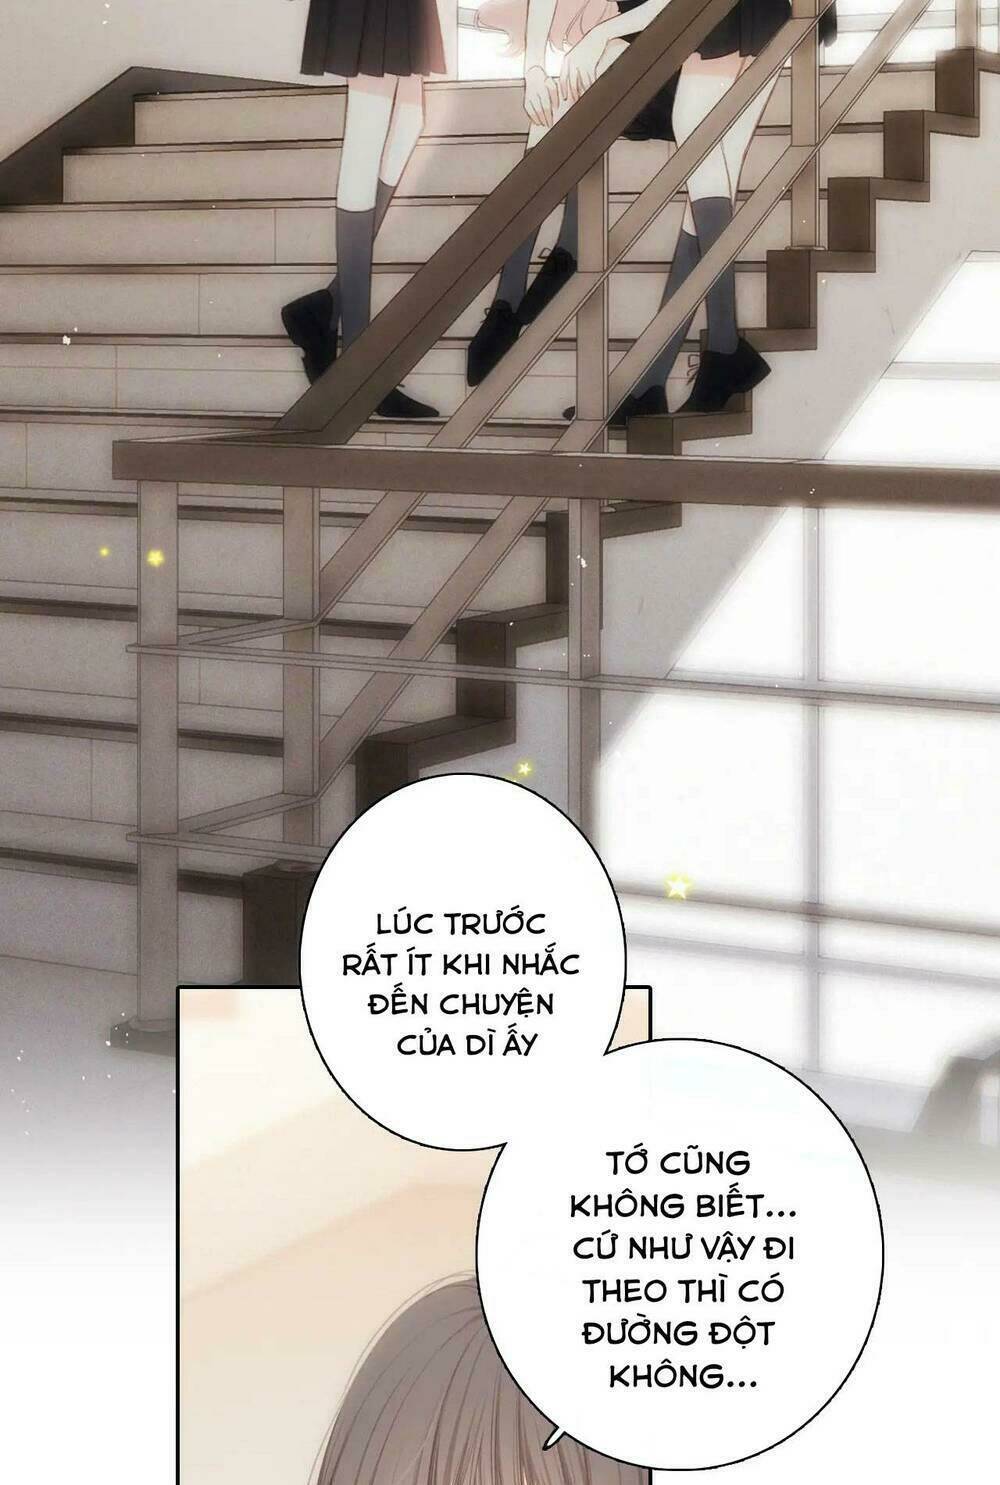 LÚC TRƯỚC
RẤT ÍT KHI NHẮC
ĐẾN CHUYỆN
CỦA DÌ ẤY
TỚ CŨNG
KHÔNG BIẾT...
CỨ NHƯ VẬY ĐI
THEO THÌ CÓ
ĐƯỜNG ĐỘT
KHÔNG...